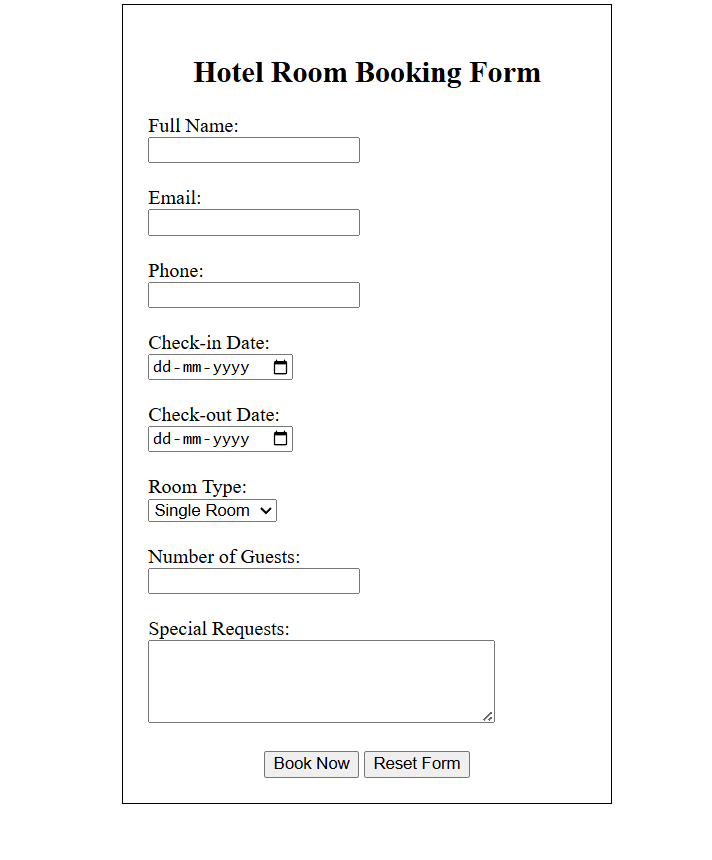 Hotel Room Booking Form
Full Name:
Email:
Phone:
Check-in Date:
dd-mm-yyyy
Check-out Date:
dd-mm-yyyy
Room Type:
Single Room
Number of Guests:
Special Requests:
Book Now Reset Form